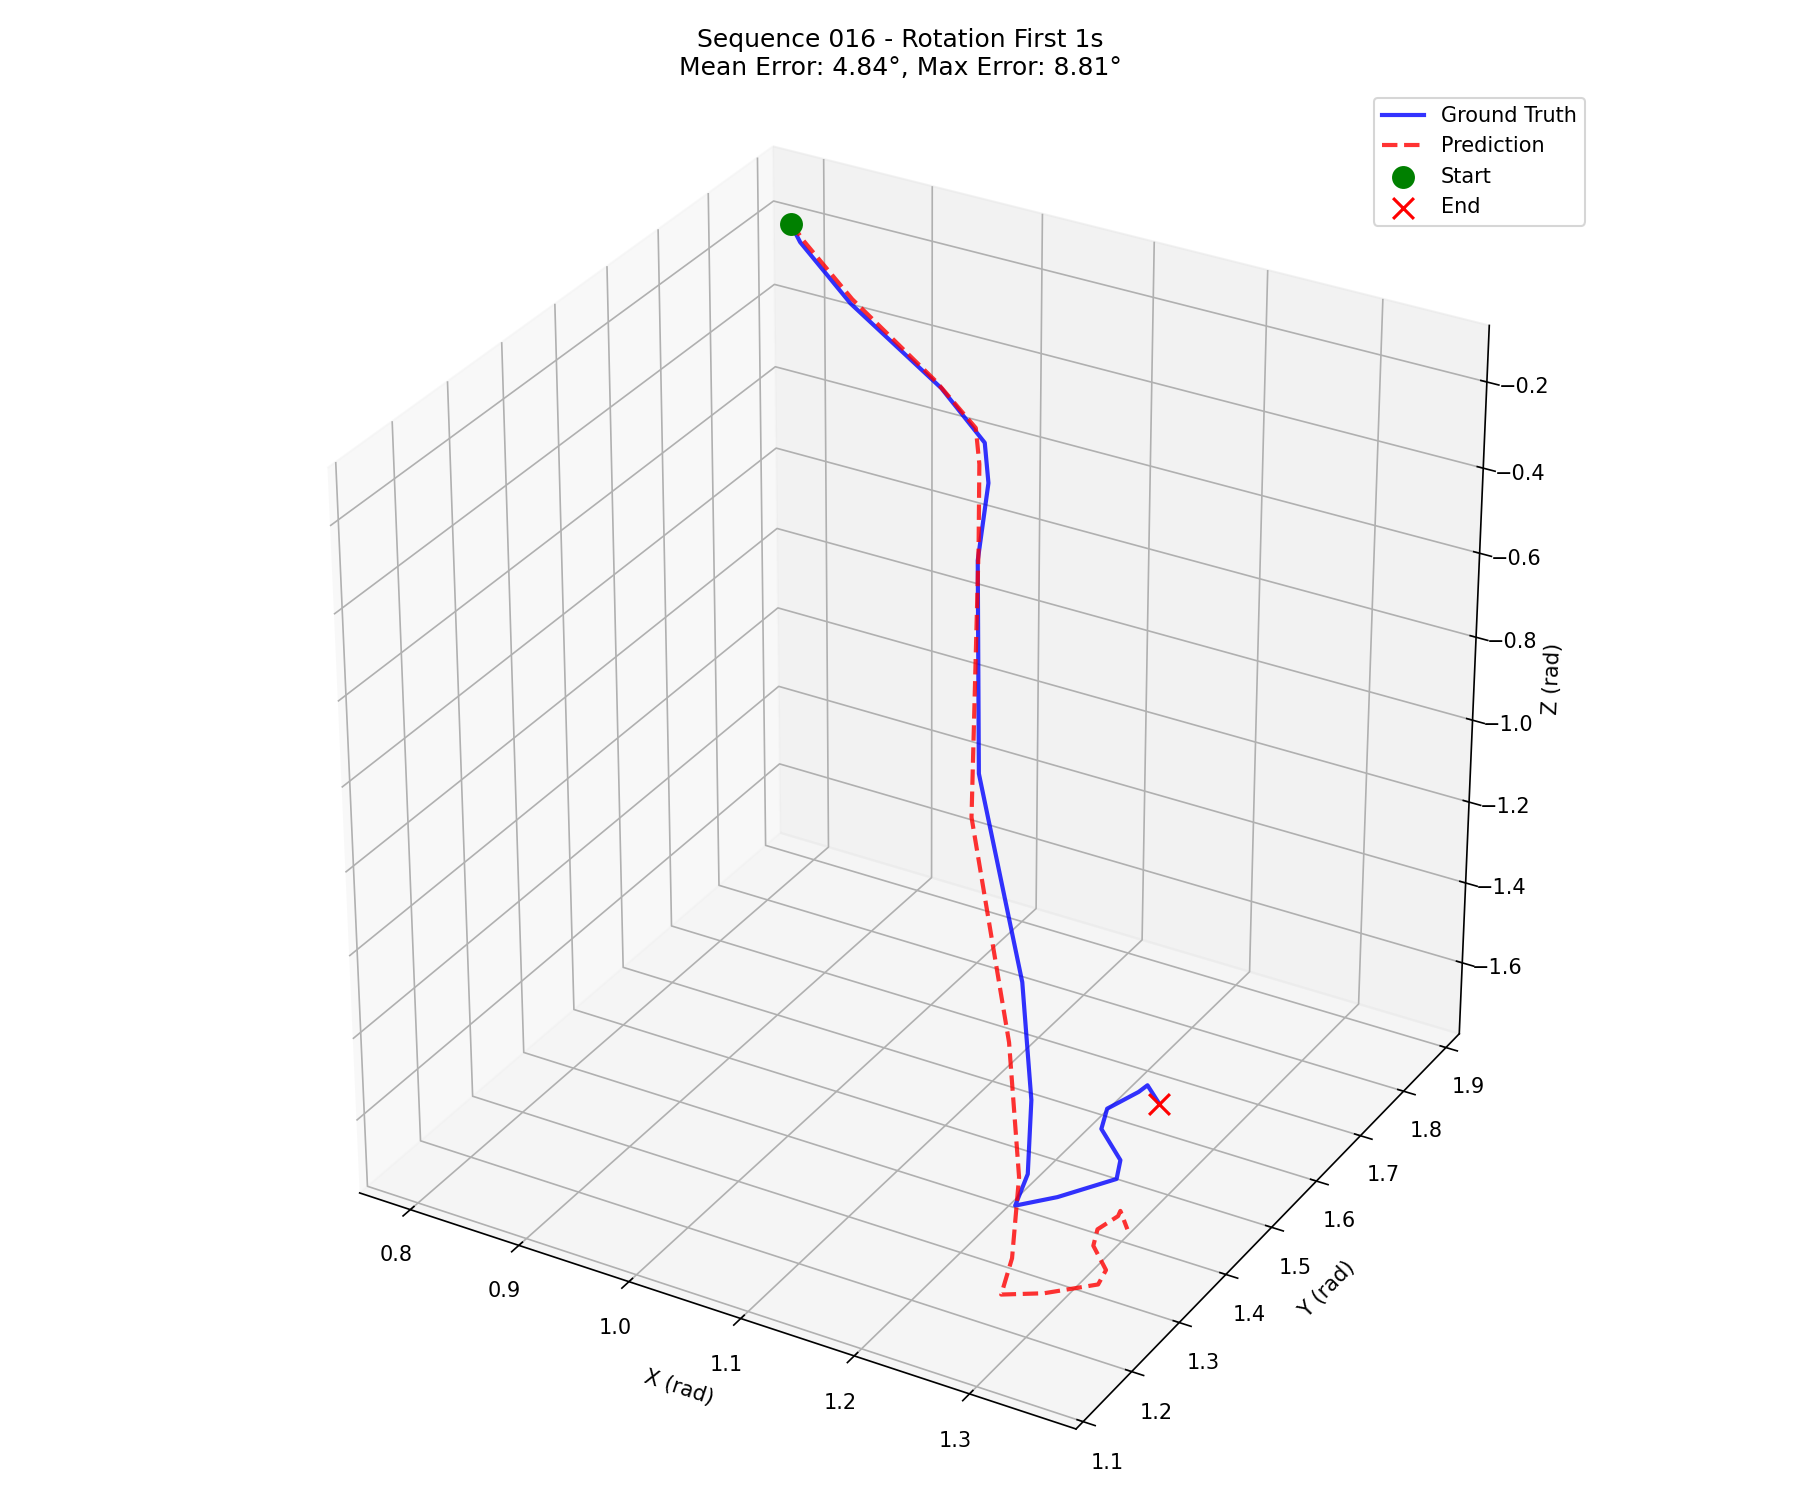 Sequence 016 - Rotation First 1s
Mean Error: 4.84°, Max Error: 8.81°
Ground Truth
Prediction
Start
End
−0.2
−0.4
−0.6
−0.8
−1.0
−1.2
−1.4
−1.6
Z (rad)
1.9
1.8
1.7
1.6
1.5
1.4
1.3
1.2
1.1
Y (rad)
0.8
0.9
1.0
1.1
1.2
1.3
X (rad)